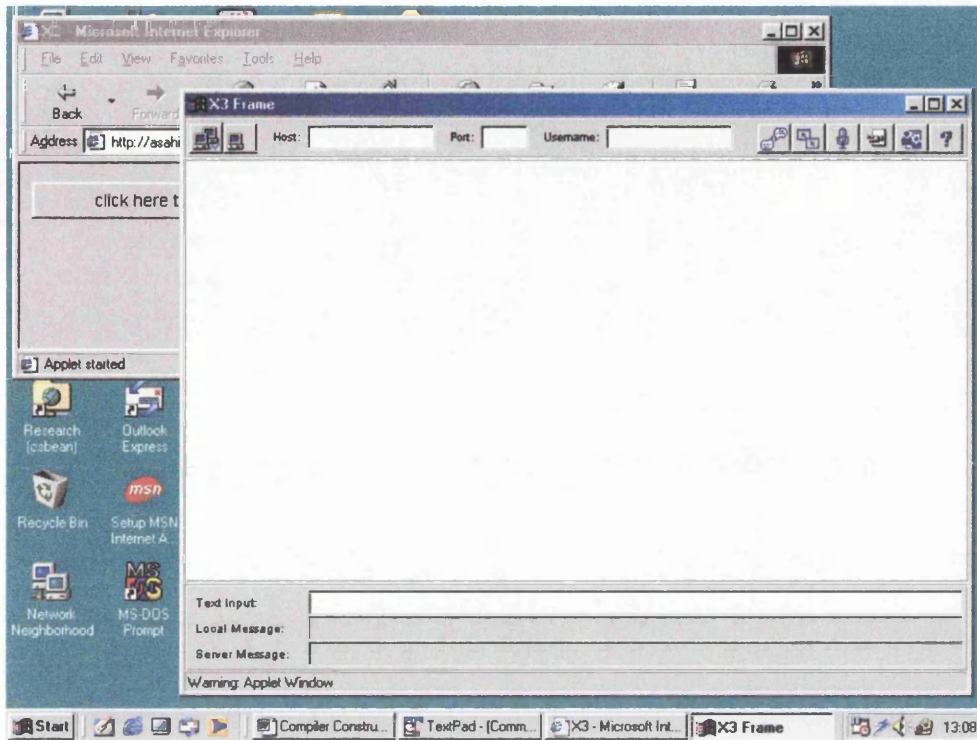 X3 - Microsoft Internet Explorer
File Edit View Favorites Tools Help
Back
Forward
Address http://asahi
click here t
Applet started
X3 Frame
Host: Port: Username:
Text Input:
Local Message:
Server Message:
Warning: Applet Window
Research
[csbean]
Outlook
Express
Recycle Bin
msn
Setup MSN
Internet A...
Network
Neighborhood
MS-DOS
Prompt
Start
Compiler Constru...
TextPad - [Comm...
X3 - Microsoft Int...
X3 Frame
13:08